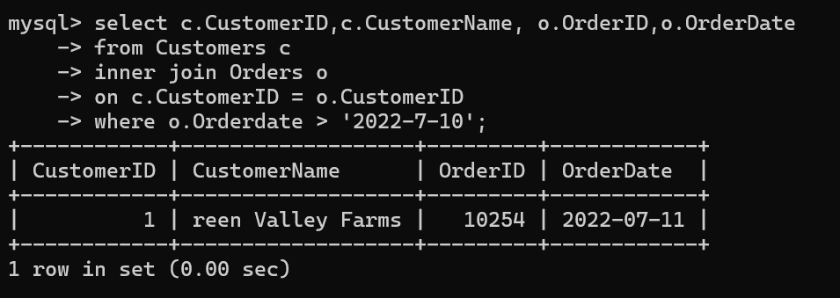 mysql> select c.CustomerID,c.CustomerName, o.OrderID,o.OrderDate
    -> from Customers c
    -> inner join Orders o
    -> on c.CustomerID = o.CustomerID
    -> where o.Orderdate > '2022-7-10';
+------------+-------------------+---------+------------+
| CustomerID | CustomerName      | OrderID | OrderDate  |
+------------+-------------------+---------+------------+
|          1 | reen Valley Farms |   10254 | 2022-07-11 |
+------------+-------------------+---------+------------+
1 row in set (0.00 sec)